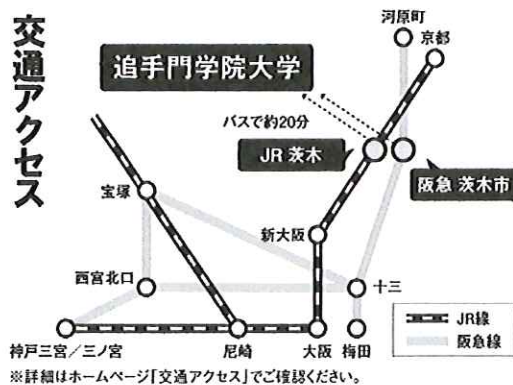 交通アクセス
河原町
京都
追手門学院大学
バスで約20分
JR 茨木
阪急 茨木市
宝塚
新大阪
西宮北口
十三
神戸三宮／三ノ宮
尼崎
大阪
梅田
JR線
阪急線
※詳細はホームページ「交通アクセス」でご確認ください。